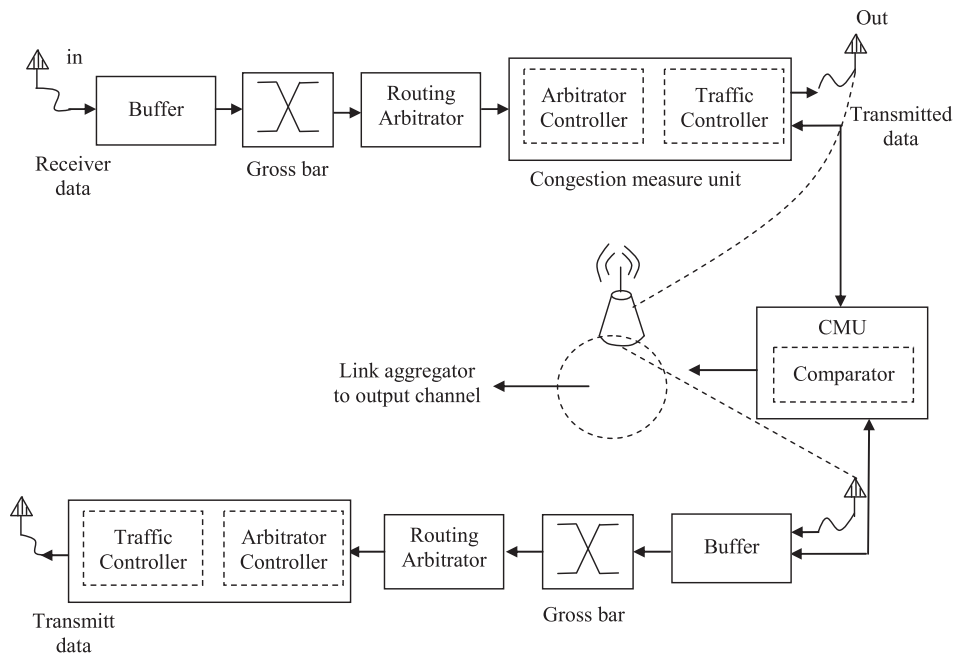 in
Out
Buffer
Routing
Arbitrator
Arbitrator
Controller
Traffic
Controller
Transmitted
data
Receiver
data
Gross bar
Congestion measure unit
CMU
Comparator
Link aggregator
to output channel
Traffic
Controller
Arbitrator
Controller
Routing
Arbitrator
Buffer
Gross bar
Transmitt
data